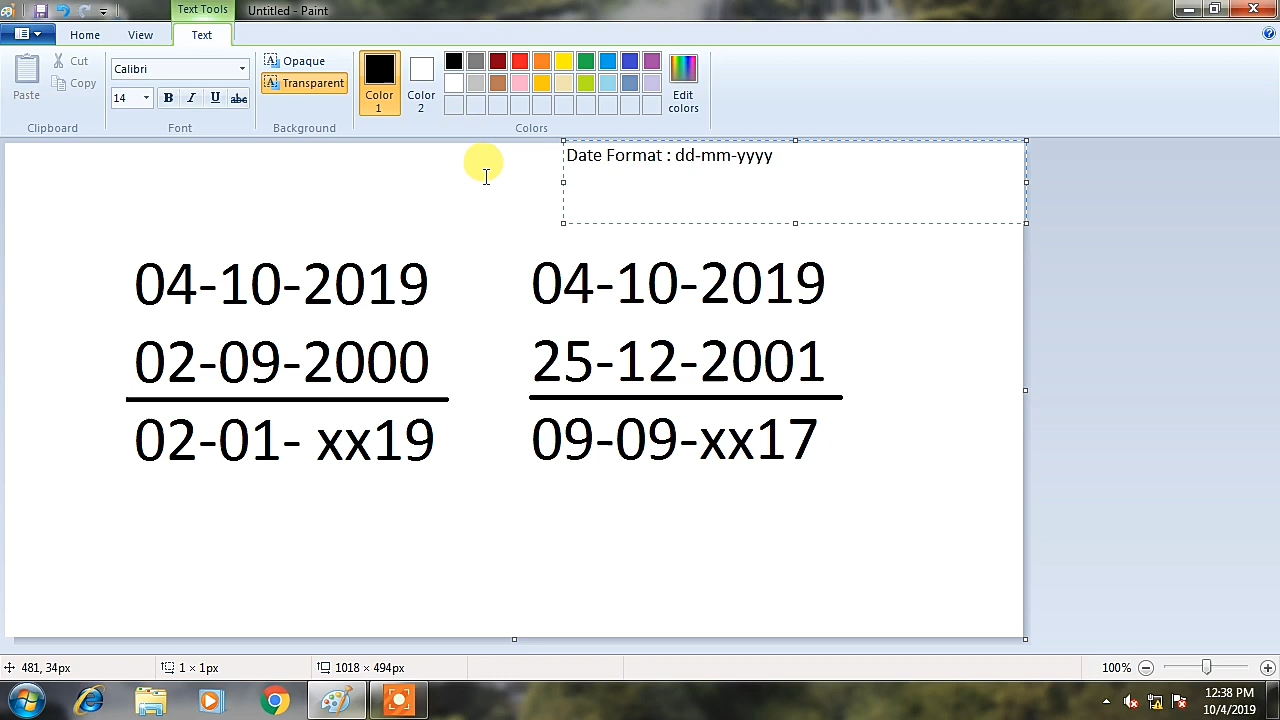 Text Tools
Untitled - Paint
Home
View
Text
Cut
Copy
Paste
Clipboard
Calibri
14
B I U abc
Font
Opaque
Transparent
Background
Color 1
Color 2
Edit colors
Colors
Date Format : dd-mm-yyyy
04-10-2019
02-09-2000
02-01- xx19
04-10-2019
25-12-2001
09-09-xx17
481, 34px
1 × 1px
1018 × 494px
100%
12:38 PM
10/4/2019